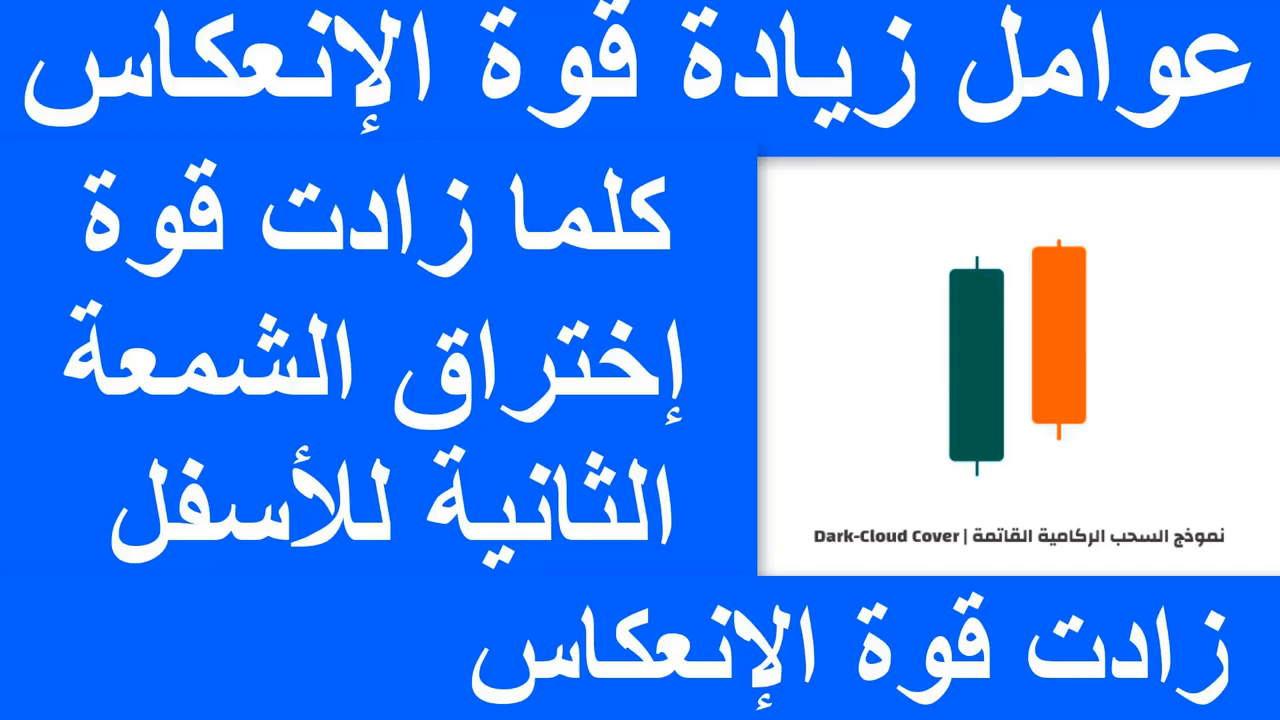 عوامل زيادة قوة الإنعكاس
كلما زادت قوة
إختراق الشمعة
الثانية للأسفل
نموذج السحب الركامية القاتمة | Dark-Cloud Cover
زادت قوة الإنعكاس